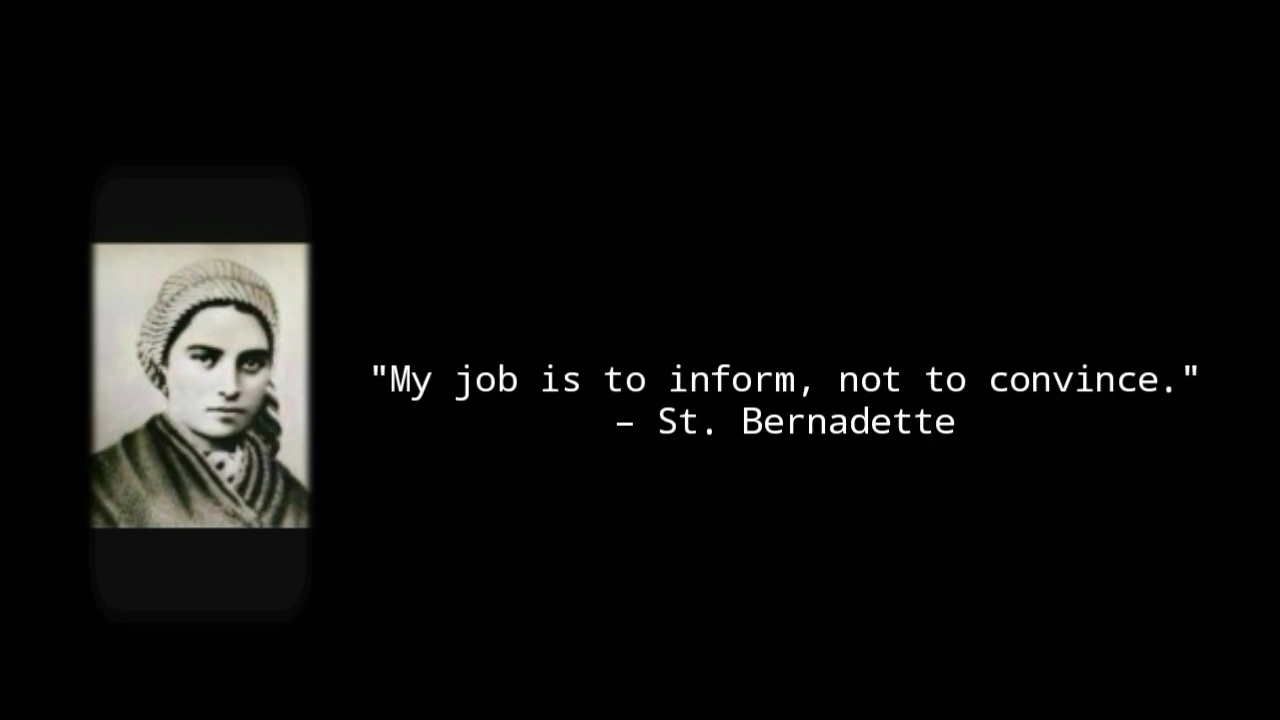 "My job is to inform, not to convince."
– St. Bernadette